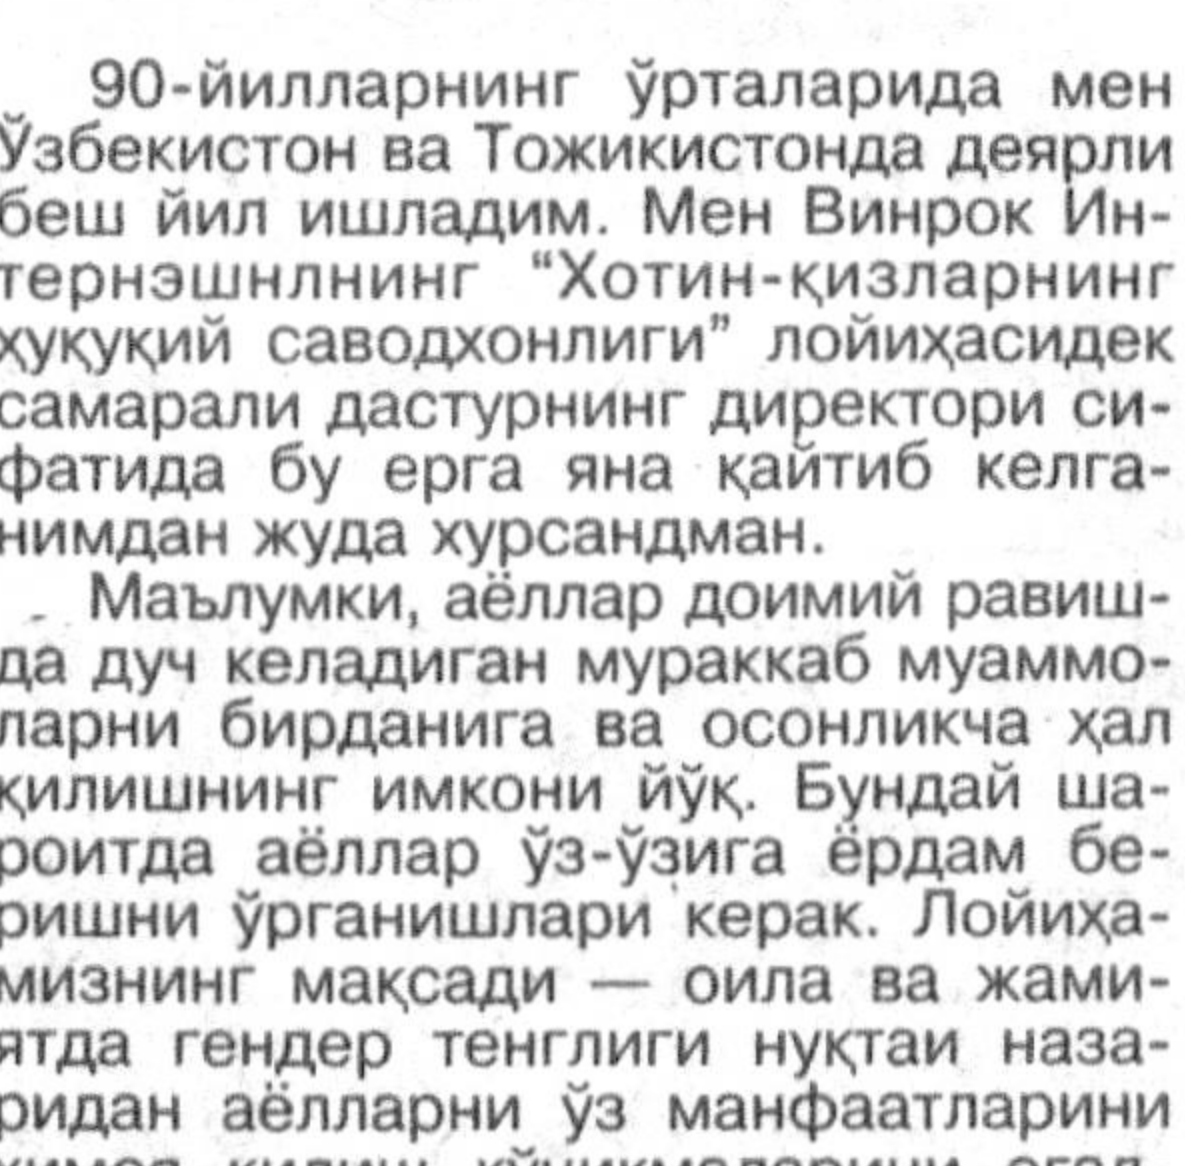 90-йилларнинг ўрталарида мен
Ўзбекистон ва Тожикистонда деярли
беш йил ишладим. Мен Винрок Ин-
тернэшнлнинг “Хотин-қизларнинг
ҳуқуқий саводхонлиги” лойиҳасидек
самарали дастурнинг директори си-
фатида бу ерга яна қайтиб келга-
нимдан жуда хурсандман.
Маълумки, аёллар доимий равиш-
да дуч келадиган мураккаб муаммо-
ларни бирданига ва осонликча ҳал
қилишнинг имкони йўқ. Бундай ша-
роитда аёллар ўз-ўзига ёрдам бе-
ришни ўрганишлари керак. Лойиҳа-
мизнинг мақсади — оила ва жами-
ятда гендер тенглиги нуқтаи наза-
ридан аёлларни ўз манфаатларини